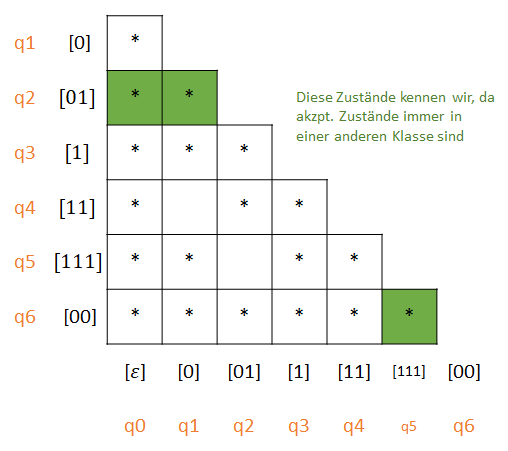 q1 [0] *
q2 [01] * *
Diese Zustände kennen wir, da
akzpt. Zustände immer in
einer anderen Klasse sind
q3 [1] * * *
q4 [11] * * *
q5 [111] * * * *
q6 [00] * * * * * *
[ε] [0] [01] [1] [11] [111] [00]
q0 q1 q2 q3 q4 q5 q6